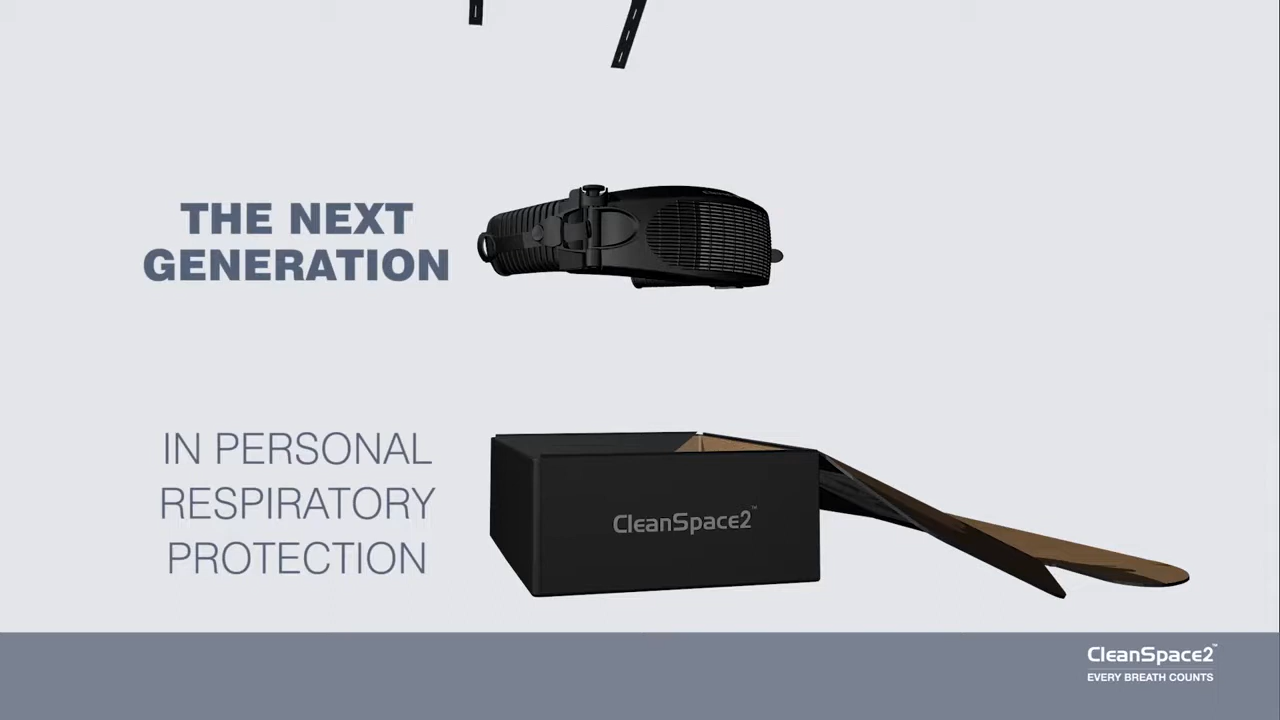 THE NEXT
GENERATION
IN PERSONAL
RESPIRATORY
PROTECTION
CleanSpace2™
CleanSpace2™
EVERY BREATH COUNTS